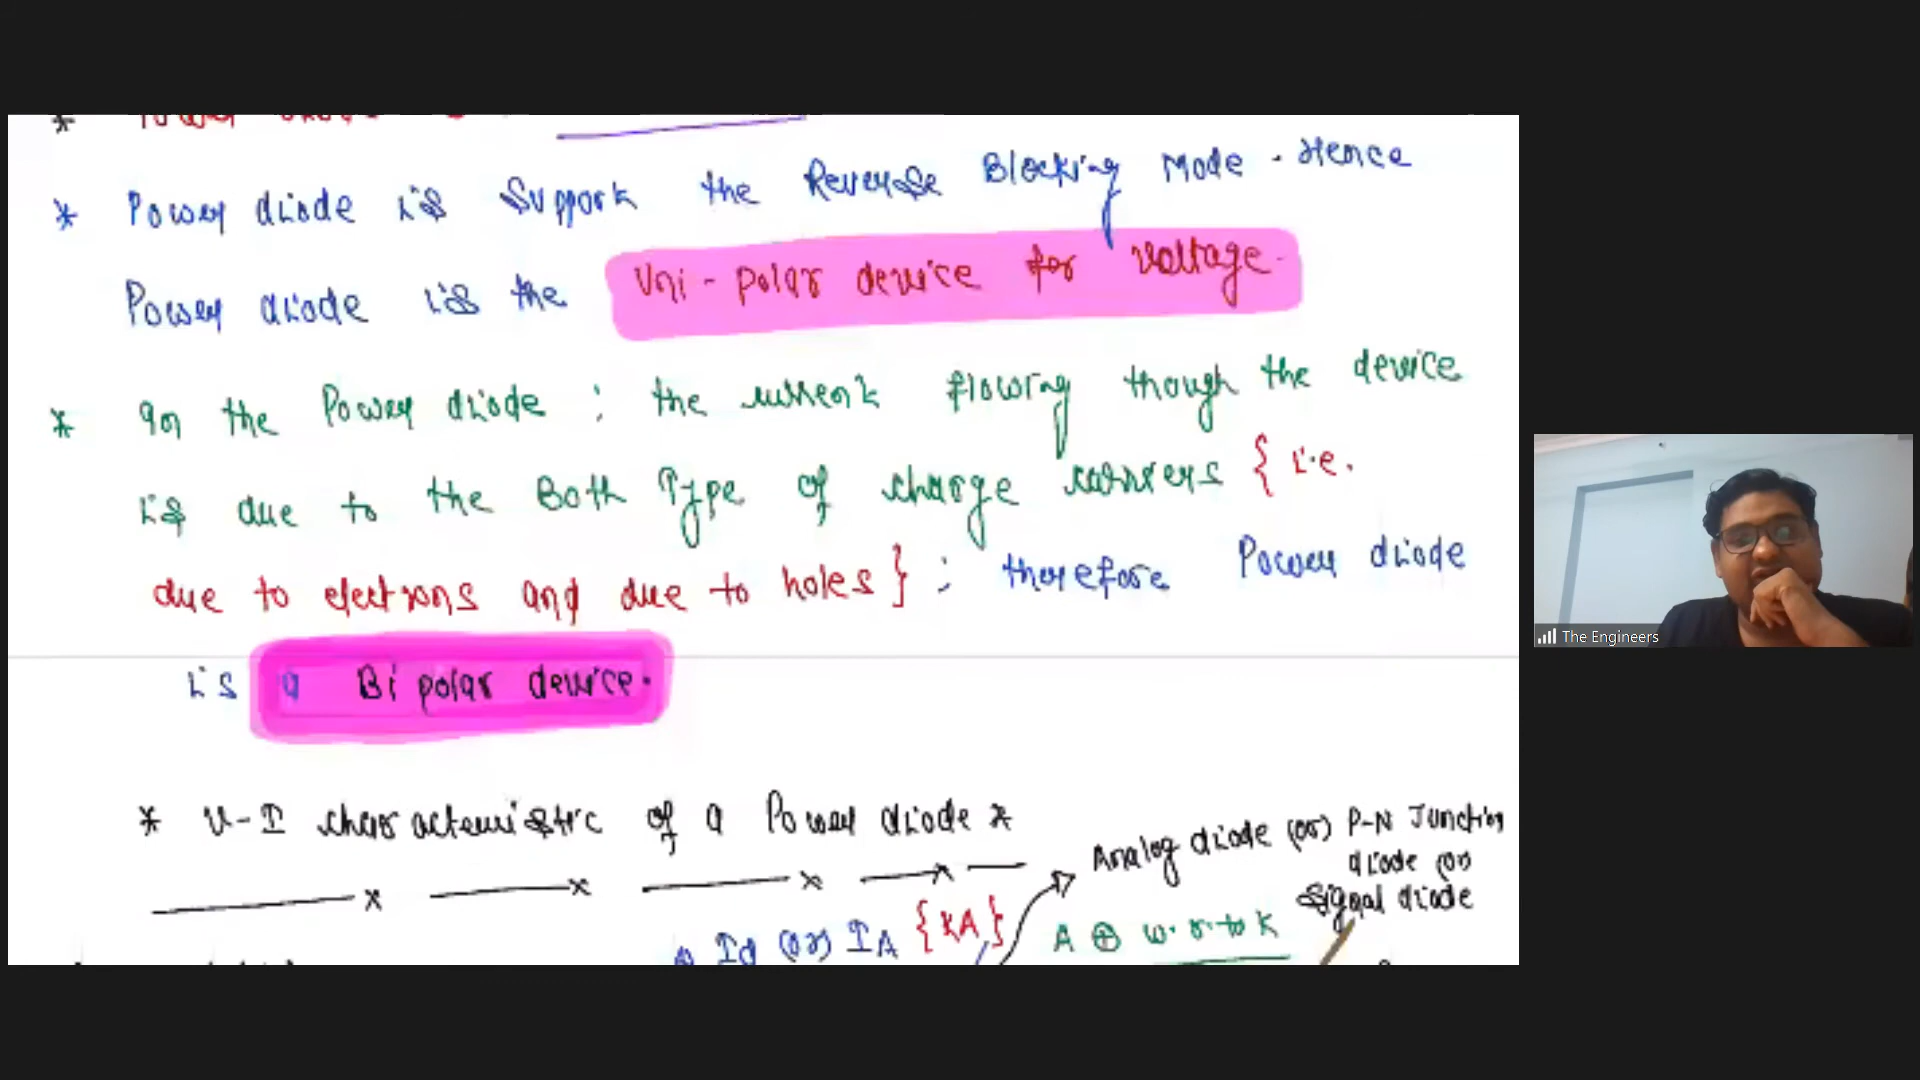 * Power diode is support the Reverse Blocking Mode. Hence
Power diode is the Uni-polar device for voltage.
* In the Power diode; the current flowing though the device
is due to the Both Type of charge carriers { i.e.
due to electrons and due to holes }; therefore Power diode
is a Bi polar device.
* V-I characteristic of a Power diode *
Analog diode (or) P-N Junction
diode (or)
Signal diode
Id (or) IA {KA}
A ⊕ w.r.to K
The Engineers